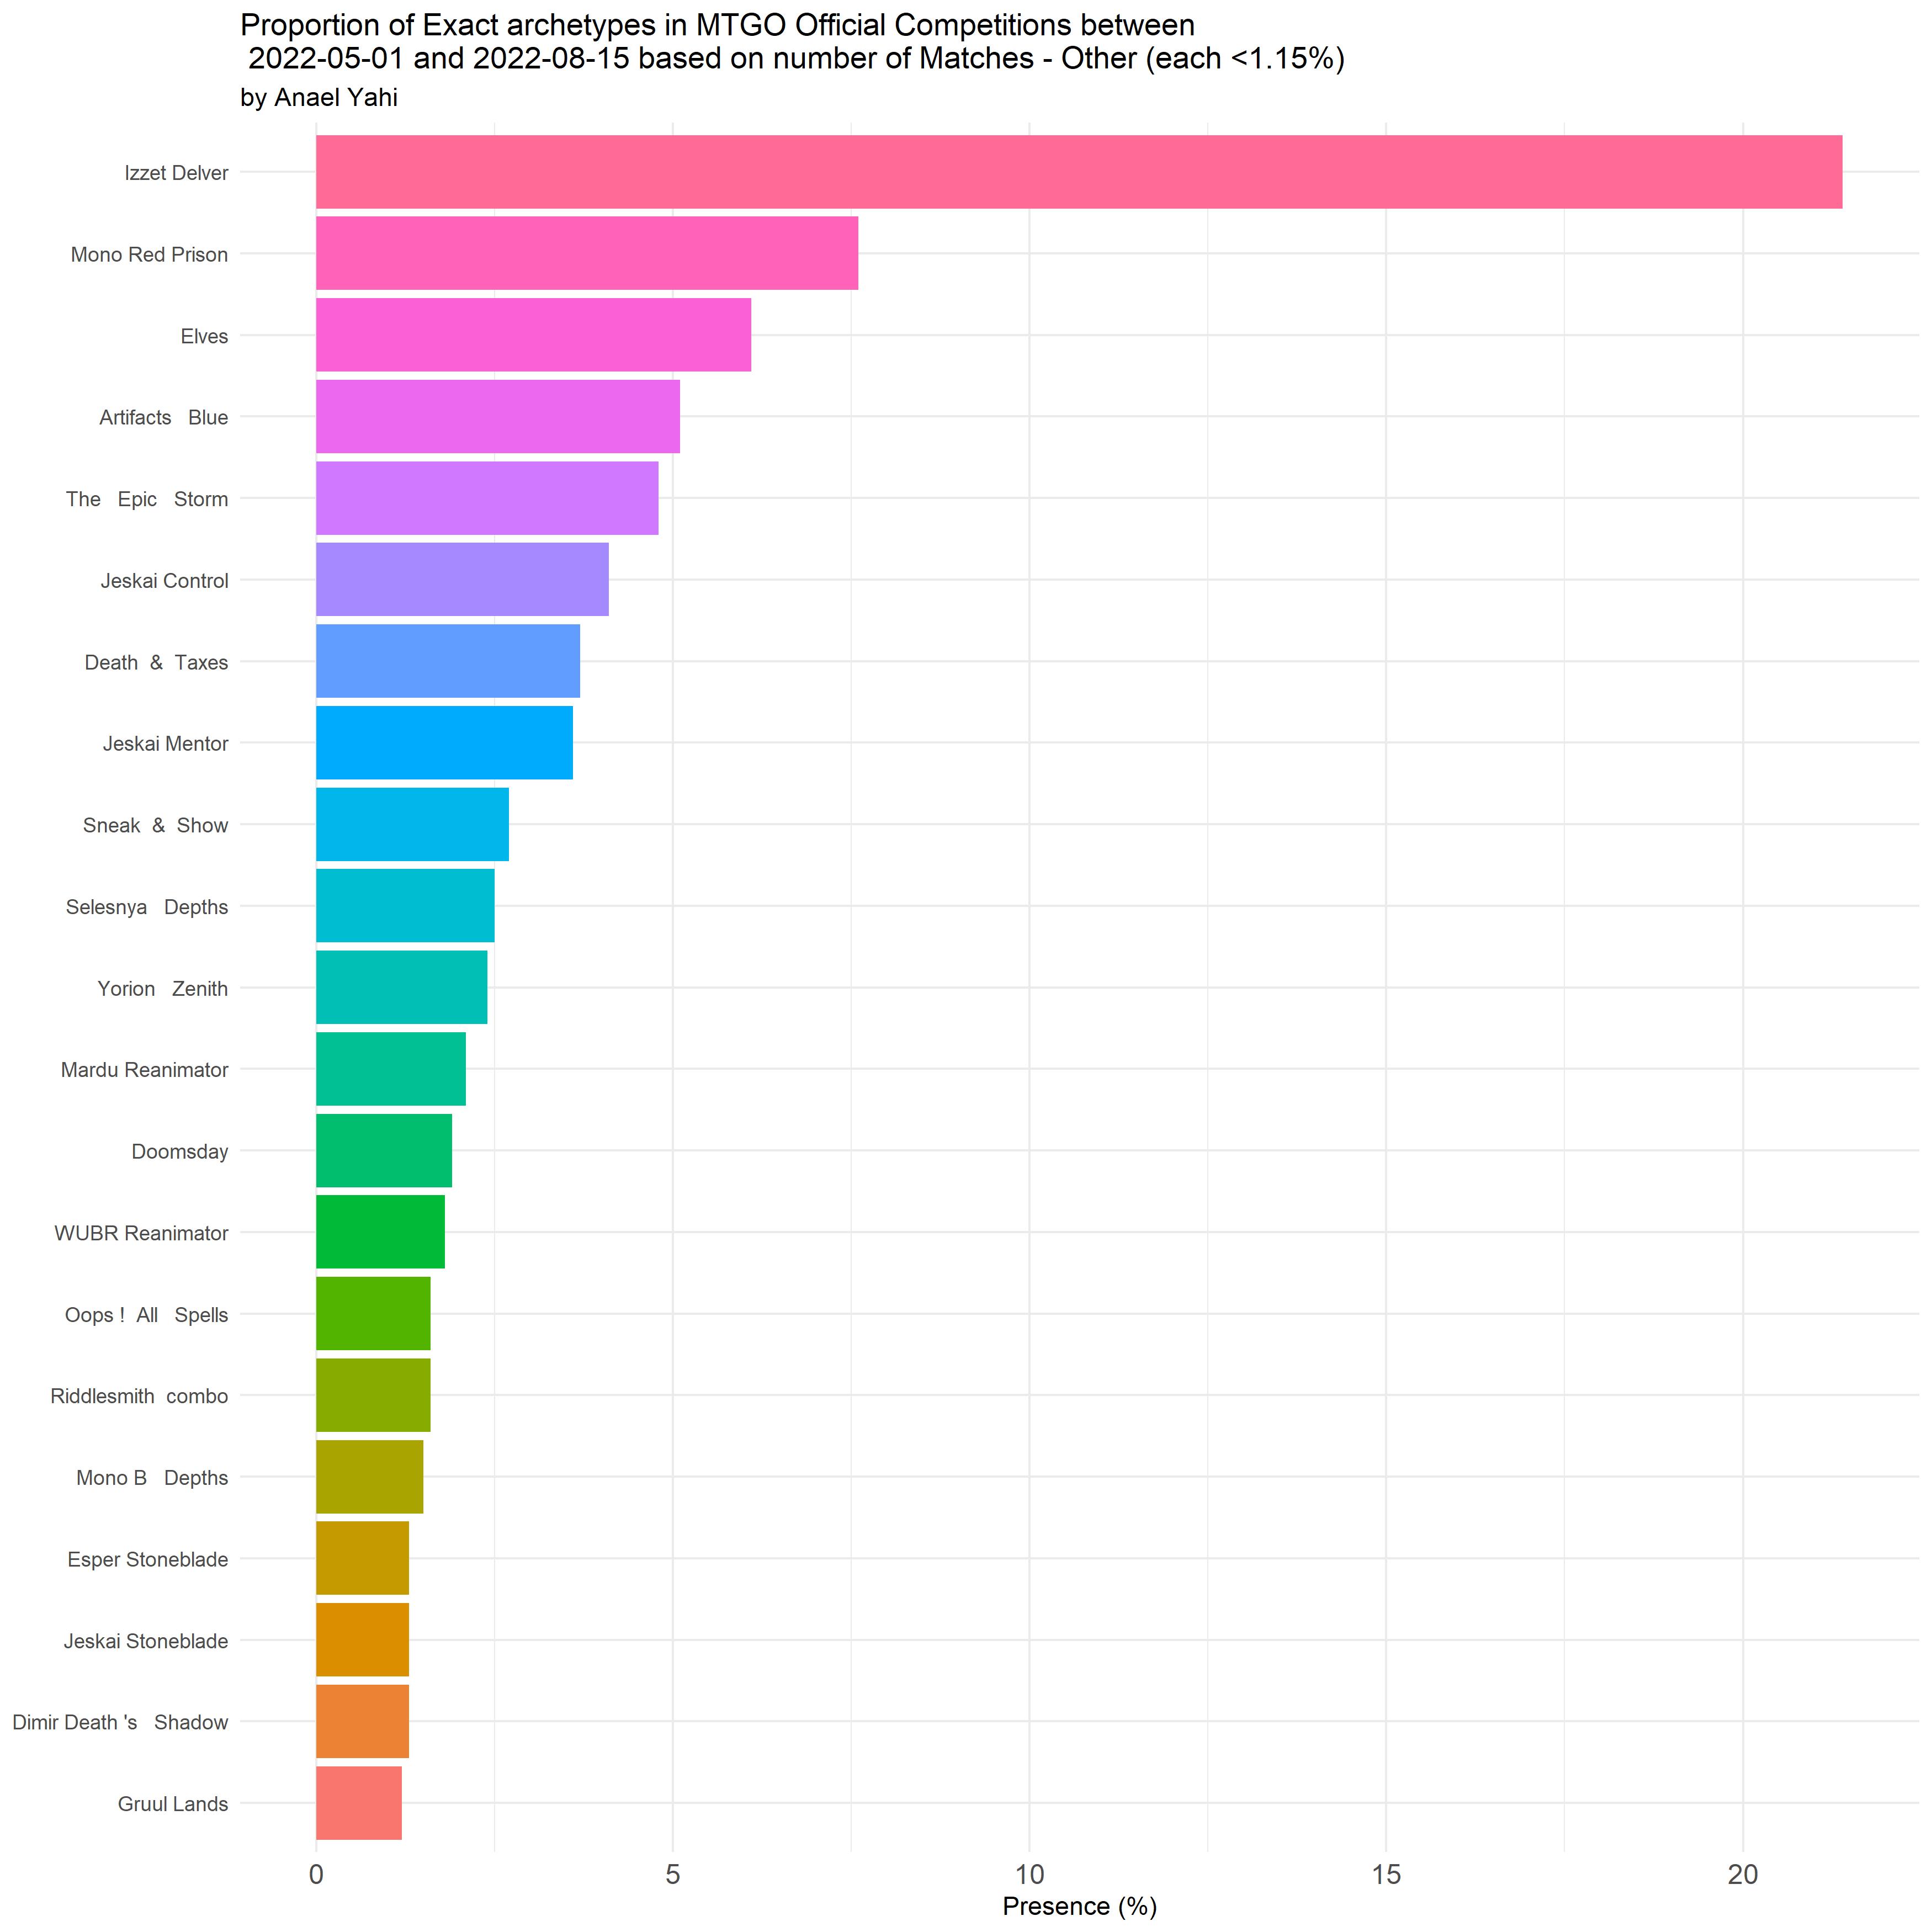 Proportion of Exact archetypes in MTGO Official Competitions between
2022-05-01 and 2022-08-15 based on number of Matches - Other (each <1.15%)
by Anael Yahi
Izzet Delver
Mono Red Prison
Elves
Artifacts   Blue
The   Epic   Storm
Jeskai Control
Death  &  Taxes
Jeskai Mentor
Sneak  &  Show
Selesnya   Depths
Yorion   Zenith
Mardu Reanimator
Doomsday
WUBR Reanimator
Oops !  All   Spells
Riddlesmith  combo
Mono B   Depths
Esper Stoneblade
Jeskai Stoneblade
Dimir Death 's   Shadow
Gruul Lands
0 5 10 15 20
Presence (%)